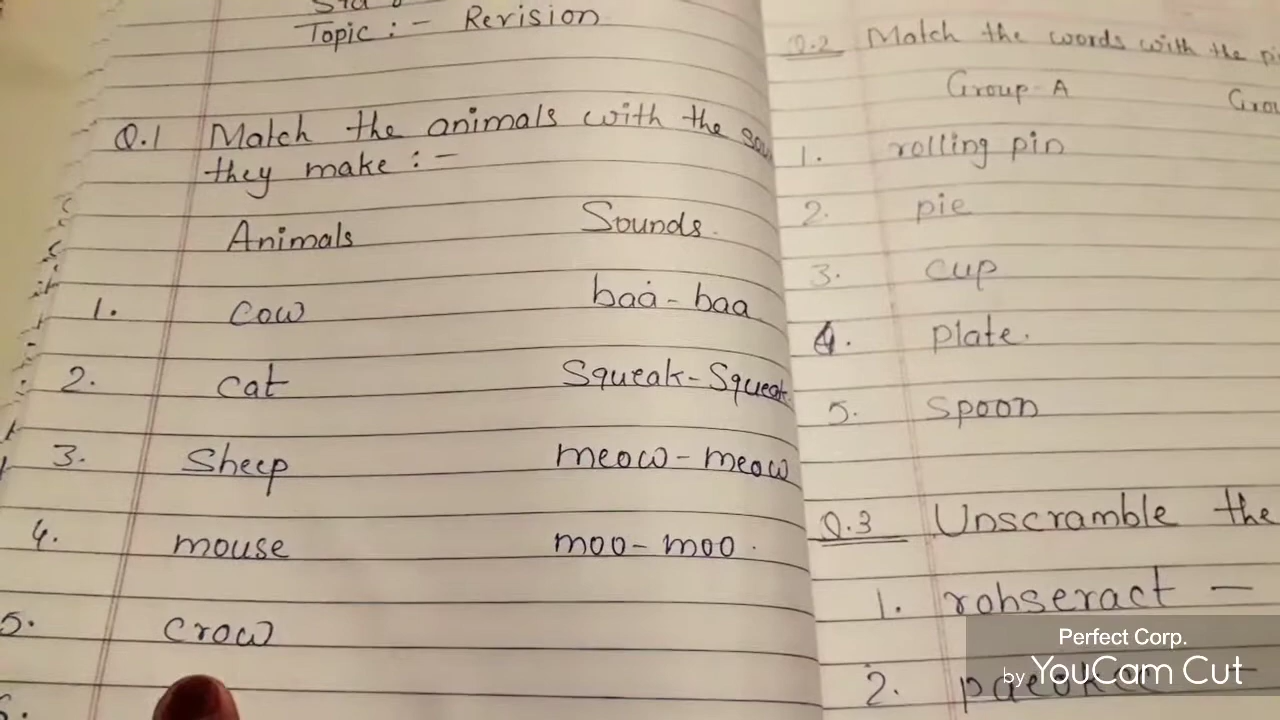 Topic :- Revision
Q.1 Match the animals with the
they make :-
Animals Sounds.
1. cow baa - baa
2. cat Squeak - Squeak.
3. Sheep meow - meow
4. mouse moo - moo.
5. crow
Q.2 Match the words with the
Group-A
1. rolling pin
2. pie
3. cup
4. plate.
5. spoon
Q.3 Unscramble the
1. rohseract -
2.
Perfect Corp.
by YouCam Cut